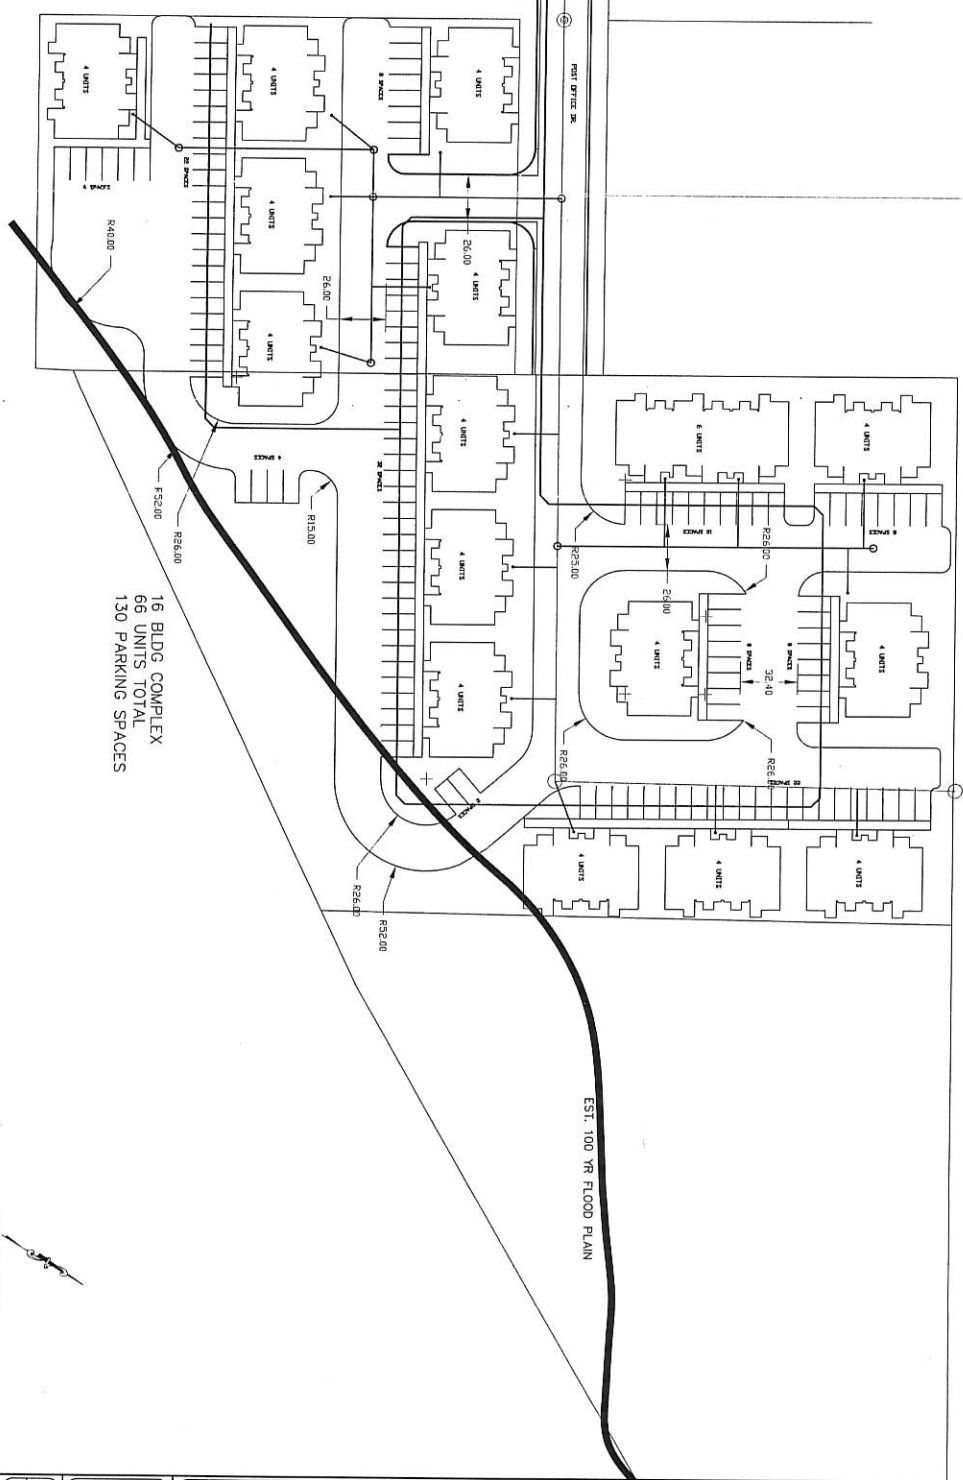 POST OFFICE DR.
4 UNITS
4 UNITS
4 UNITS
8 SPACES
22 SPACES
6 SPACES
4 UNITS
4 UNITS
4 UNITS
26.00
26.00
R40.00
4 UNITS
6 UNITS
4 UNITS
32 SPACES
4 SPACES
R15.00
R52.00
R26.00
R25.00
8 SPACES
R26.00
26.00
4 UNITS
4 UNITS
8 SPACES
8 SPACES
32.40
4 UNITS
4 UNITS
R26.00
R26.00
22 SPACES
2 SPACES
4 UNITS
4 UNITS
4 UNITS
R26.00
R52.00
16 BLDG COMPLEX
66 UNITS TOTAL
130 PARKING SPACES
EST. 100 YR FLOOD PLAIN